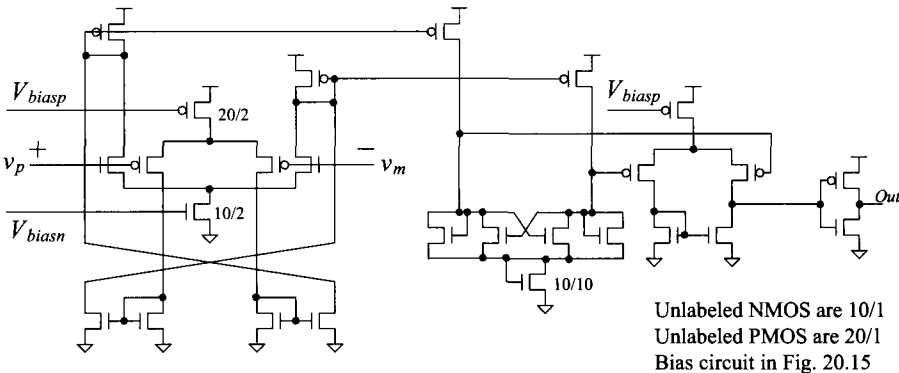 V_biasp
20/2
V_biasp
+
−
v_p
v_m
10/2
V_biasn
10/10
Out
Unlabeled NMOS are 10/1
Unlabeled PMOS are 20/1
Bias circuit in Fig. 20.15